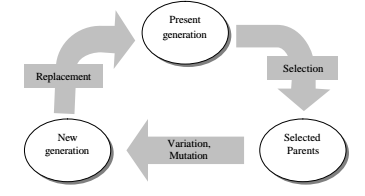 Present
generation
Replacement
Selection
New
generation
Variation,
Mutation
Selected
Parents